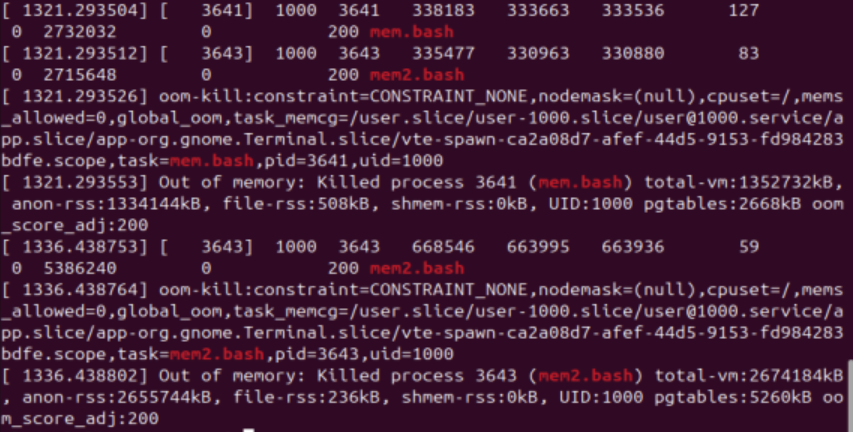 [ 1321.293504] [   3641]  1000  3641   338183   333663   333536      127
 0  2732032             0           200 mem.bash
[ 1321.293512] [   3643]  1000  3643   335477   330963   330880       83
 0  2715648             0           200 mem2.bash
[ 1321.293526] oom-kill:constraint=CONSTRAINT_NONE,nodemask=(null),cpuset=/,mems
_allowed=0,global_oom,task_memcg=/user.slice/user-1000.slice/user@1000.service/a
pp.slice/app-org.gnome.Terminal.slice/vte-spawn-ca2a08d7-afef-44d5-9153-fd984283
bdfe.scope,task=mem.bash,pid=3641,uid=1000
[ 1321.293553] Out of memory: Killed process 3641 (mem.bash) total-vm:1352732kB,
 anon-rss:1334144kB, file-rss:508kB, shmem-rss:0kB, UID:1000 pgtables:2668kB oom
_score_adj:200
[ 1336.438753] [   3643]  1000  3643   668546   663995   663936       59
 0  5386240             0           200 mem2.bash
[ 1336.438764] oom-kill:constraint=CONSTRAINT_NONE,nodemask=(null),cpuset=/,mems
_allowed=0,global_oom,task_memcg=/user.slice/user-1000.slice/user@1000.service/a
pp.slice/app-org.gnome.Terminal.slice/vte-spawn-ca2a08d7-afef-44d5-9153-fd984283
bdfe.scope,task=mem2.bash,pid=3643,uid=1000
[ 1336.438802] Out of memory: Killed process 3643 (mem2.bash) total-vm:2674184kB
, anon-rss:2655744kB, file-rss:236kB, shmem-rss:0kB, UID:1000 pgtables:5260kB oo
m_score_adj:200